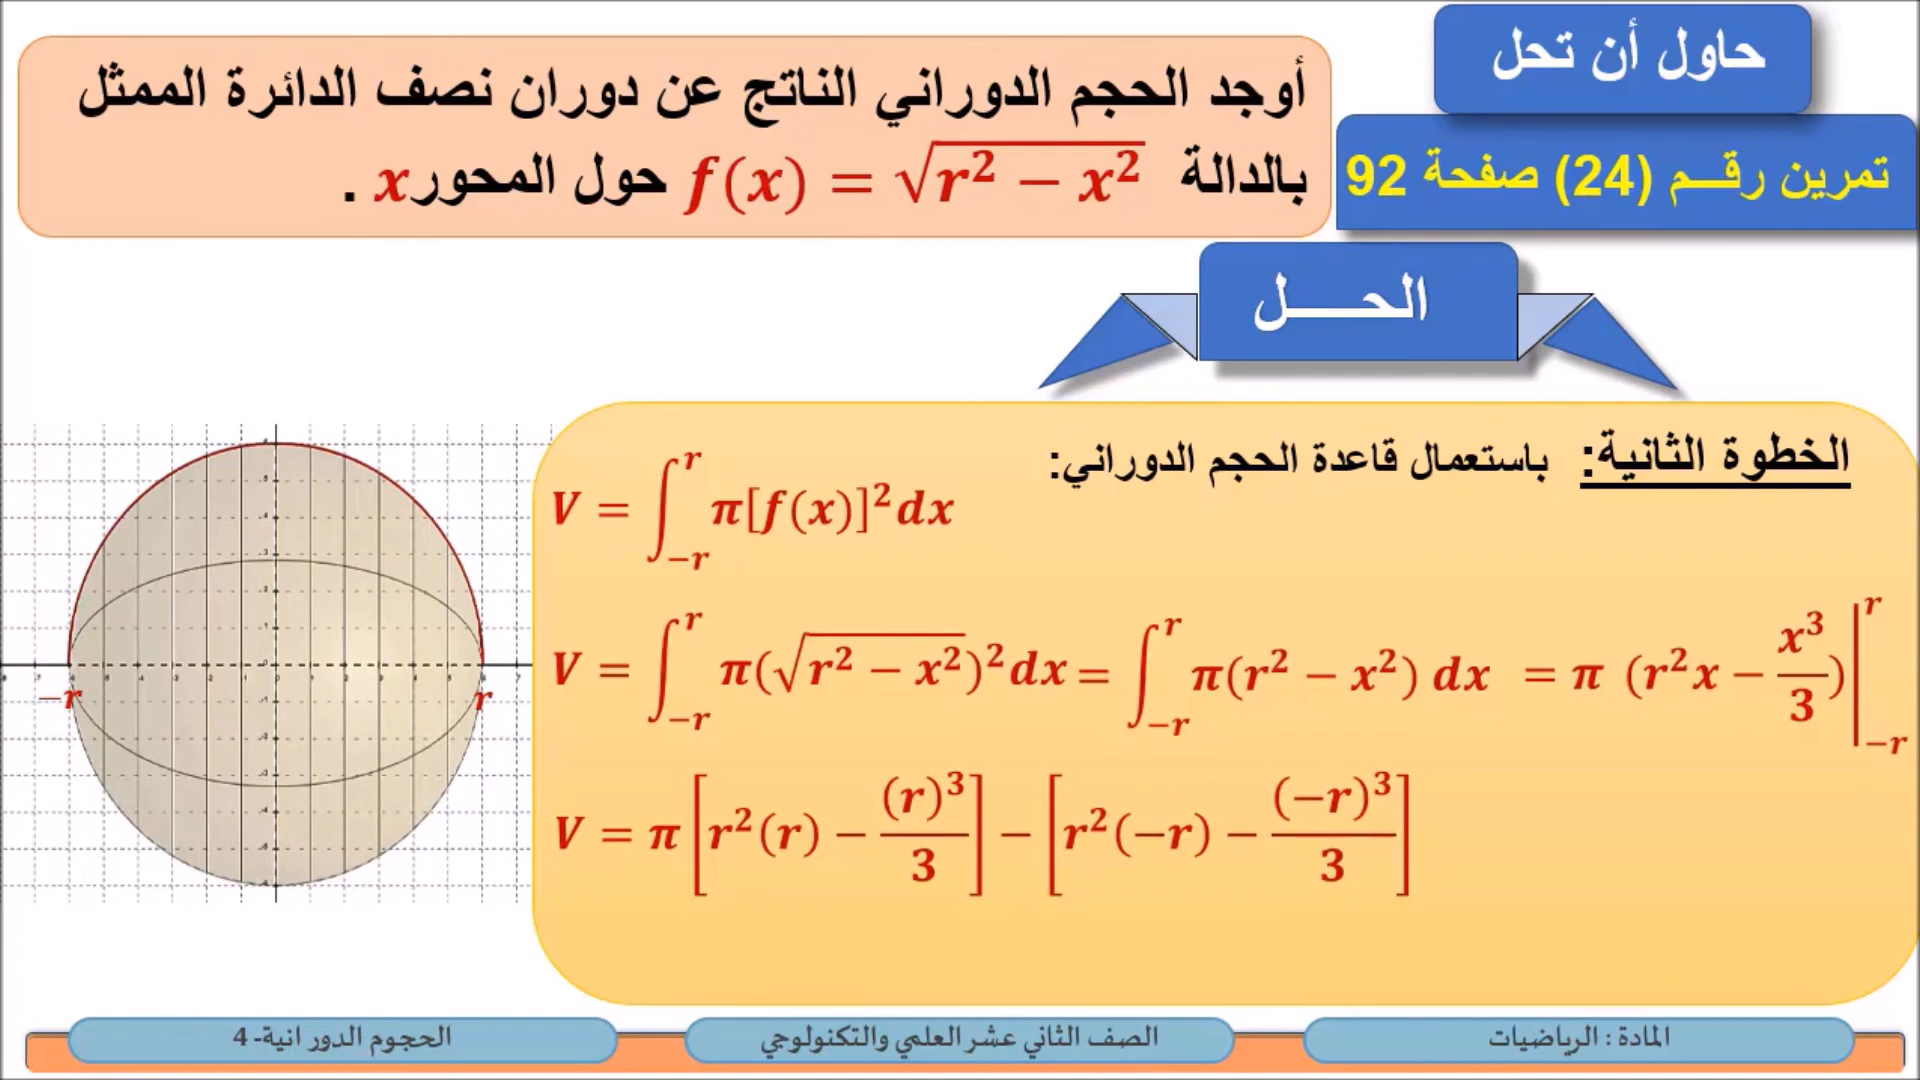 حاول أن تحل
تمرين رقـم (24) صفحة 92
أوجد الحجم الدوراني الناتج عن دوران نصف الدائرة الممثل
بالدالة f(x) = √(r² − x²) حول المحور x .
الحـــــل
الخطوة الثانية: باستعمال قاعدة الحجم الدوراني:
V = ∫_{−r}^{r} π[f(x)]² dx
V = ∫_{−r}^{r} π(√(r² − x²))² dx = ∫_{−r}^{r} π(r² − x²) dx = π (r²x − x³/3)|_{−r}^{r}
V = π [r²(r) − (r)³/3] − [r²(−r) − (−r)³/3]
−r
r
المادة : الرياضيات
الصف الثاني عشر العلمي والتكنولوجي
الحجوم الدورانية- 4